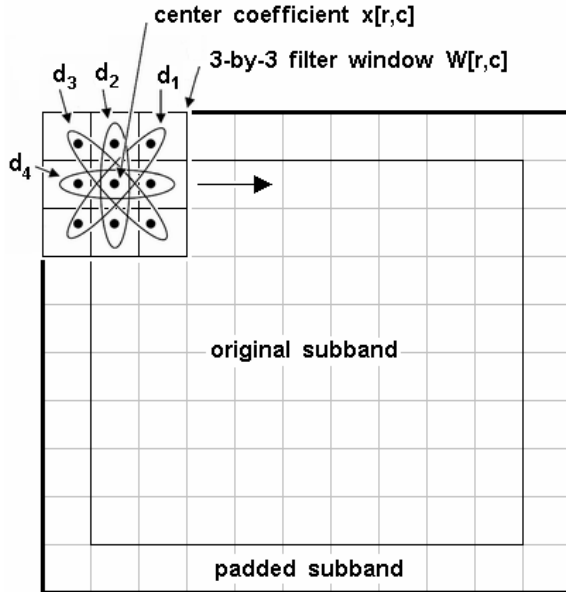 center coefficient x[r,c]
3-by-3 filter window W[r,c]
d3 d2 d1
d4
original subband
padded subband